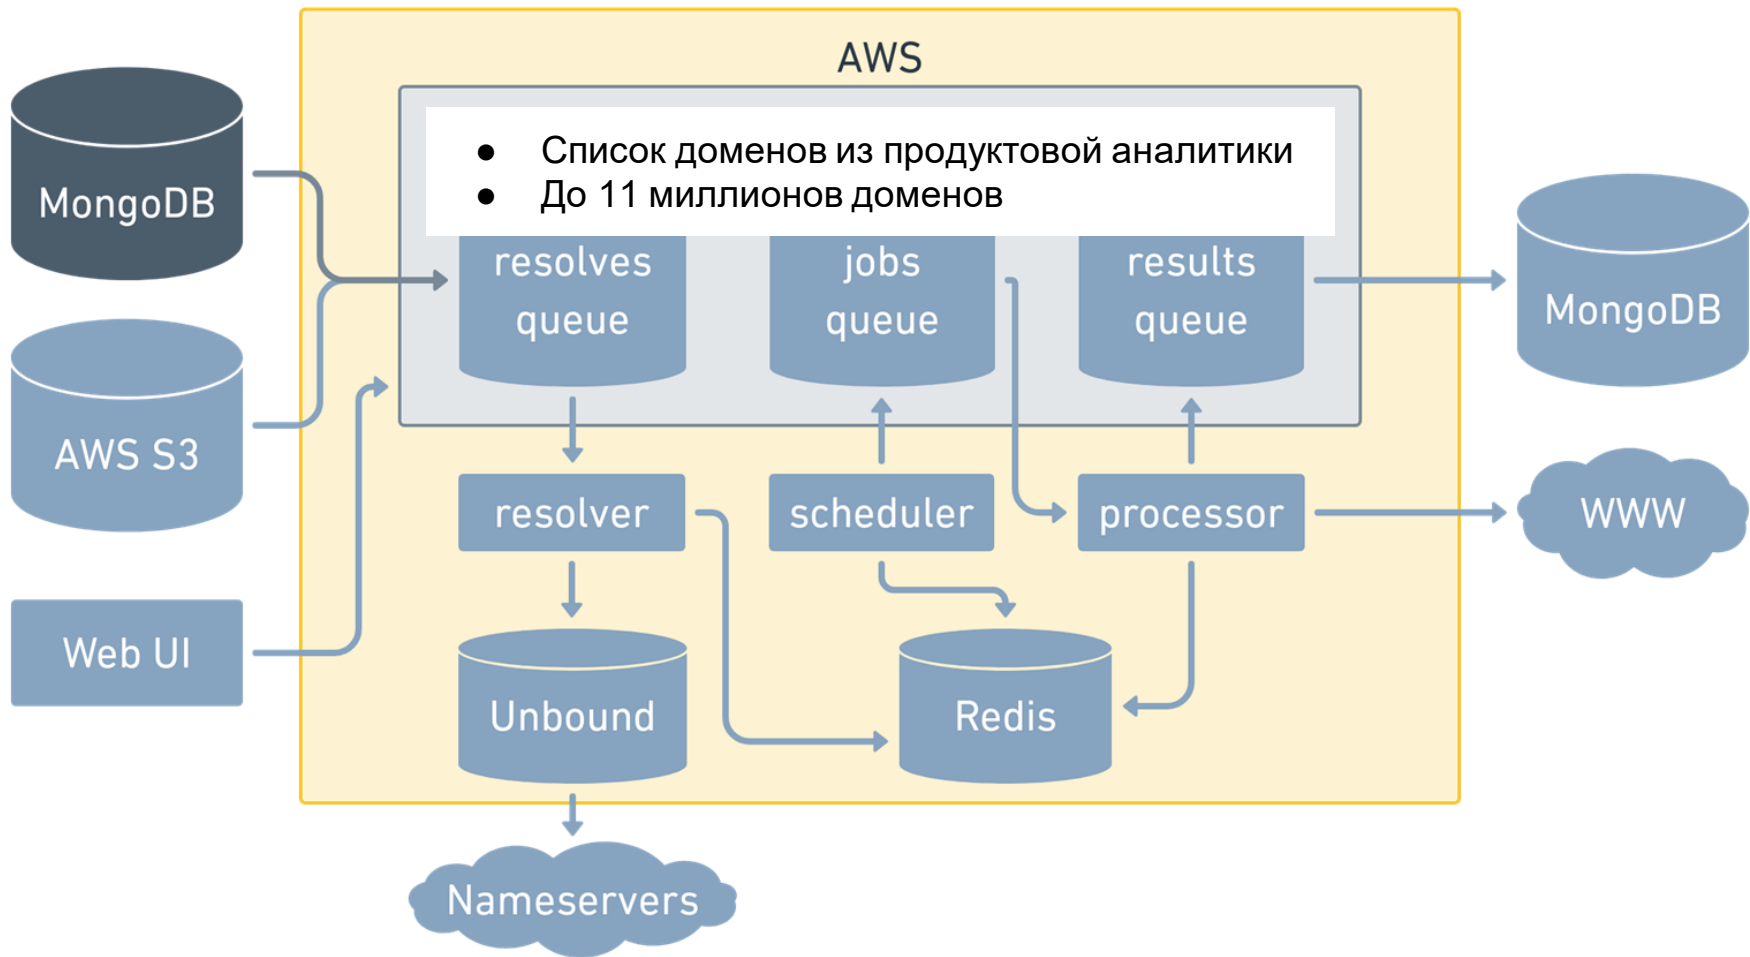 AWS
● Список доменов из продуктовой аналитики
● До 11 миллионов доменов
MongoDB
resolves
queue
jobs
queue
results
queue
MongoDB
AWS S3
resolver
scheduler
processor
WWW
Web UI
Unbound
Redis
Nameservers